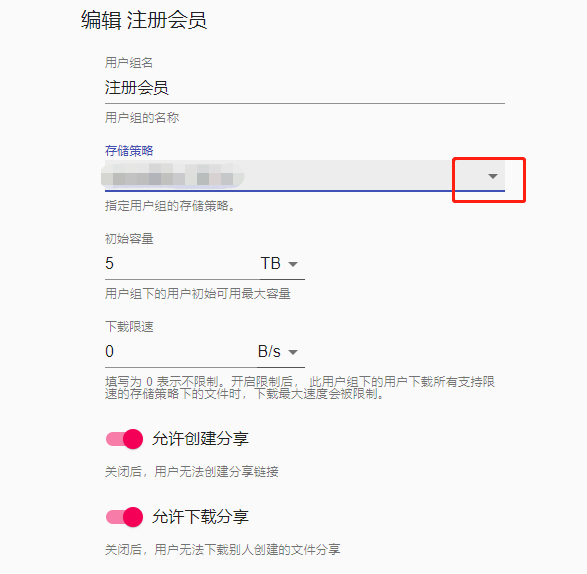 编辑 注册会员
用户组名
注册会员
用户组的名称
存储策略
指定用户组的存储策略。
初始容量
5 TB
用户组下的用户初始可用最大容量
下载限速
0 B/s
填写为 0 表示不限制。开启限制后， 此用户组下的用户下载所有支持限
速的存储策略下的文件时，下载最大速度会被限制。
允许创建分享
关闭后，用户无法创建分享链接
允许下载分享
关闭后，用户无法下载别人创建的文件分享